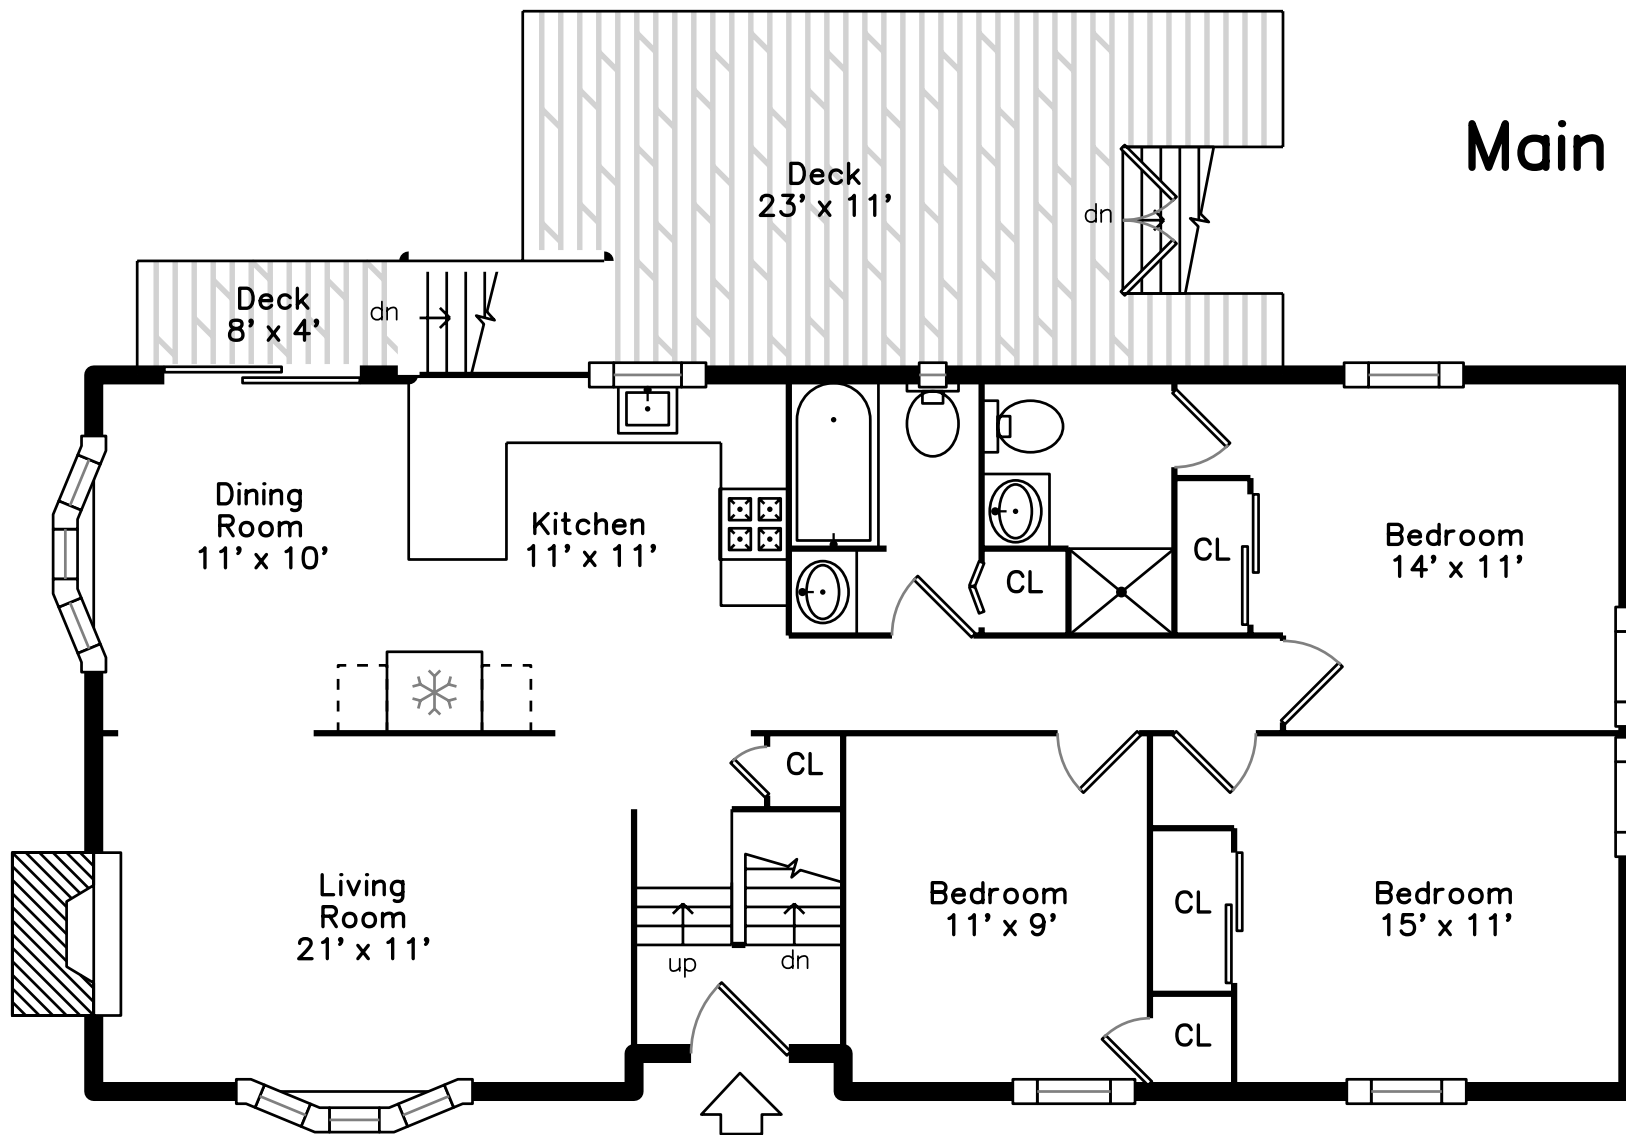 Main
Deck
23' x 11'
dn
Deck
8' x 4'
dn
Dining
Room
11' x 10'
Kitchen
11' x 11'
CL
CL
Bedroom
14' x 11'
CL
Living
Room
21' x 11'
up
dn
Bedroom
11' x 9'
CL
CL
Bedroom
15' x 11'